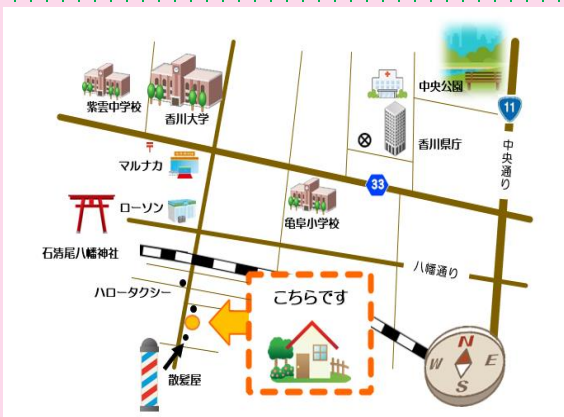 紫雲中学校
香川大学
中央公園
11
香川県庁
中央通り
マルナカ
33
亀阜小学校
ローソン
石清尾八幡神社
八幡通り
ハロータクシー
こちらです
散髪屋
N
W
E
S